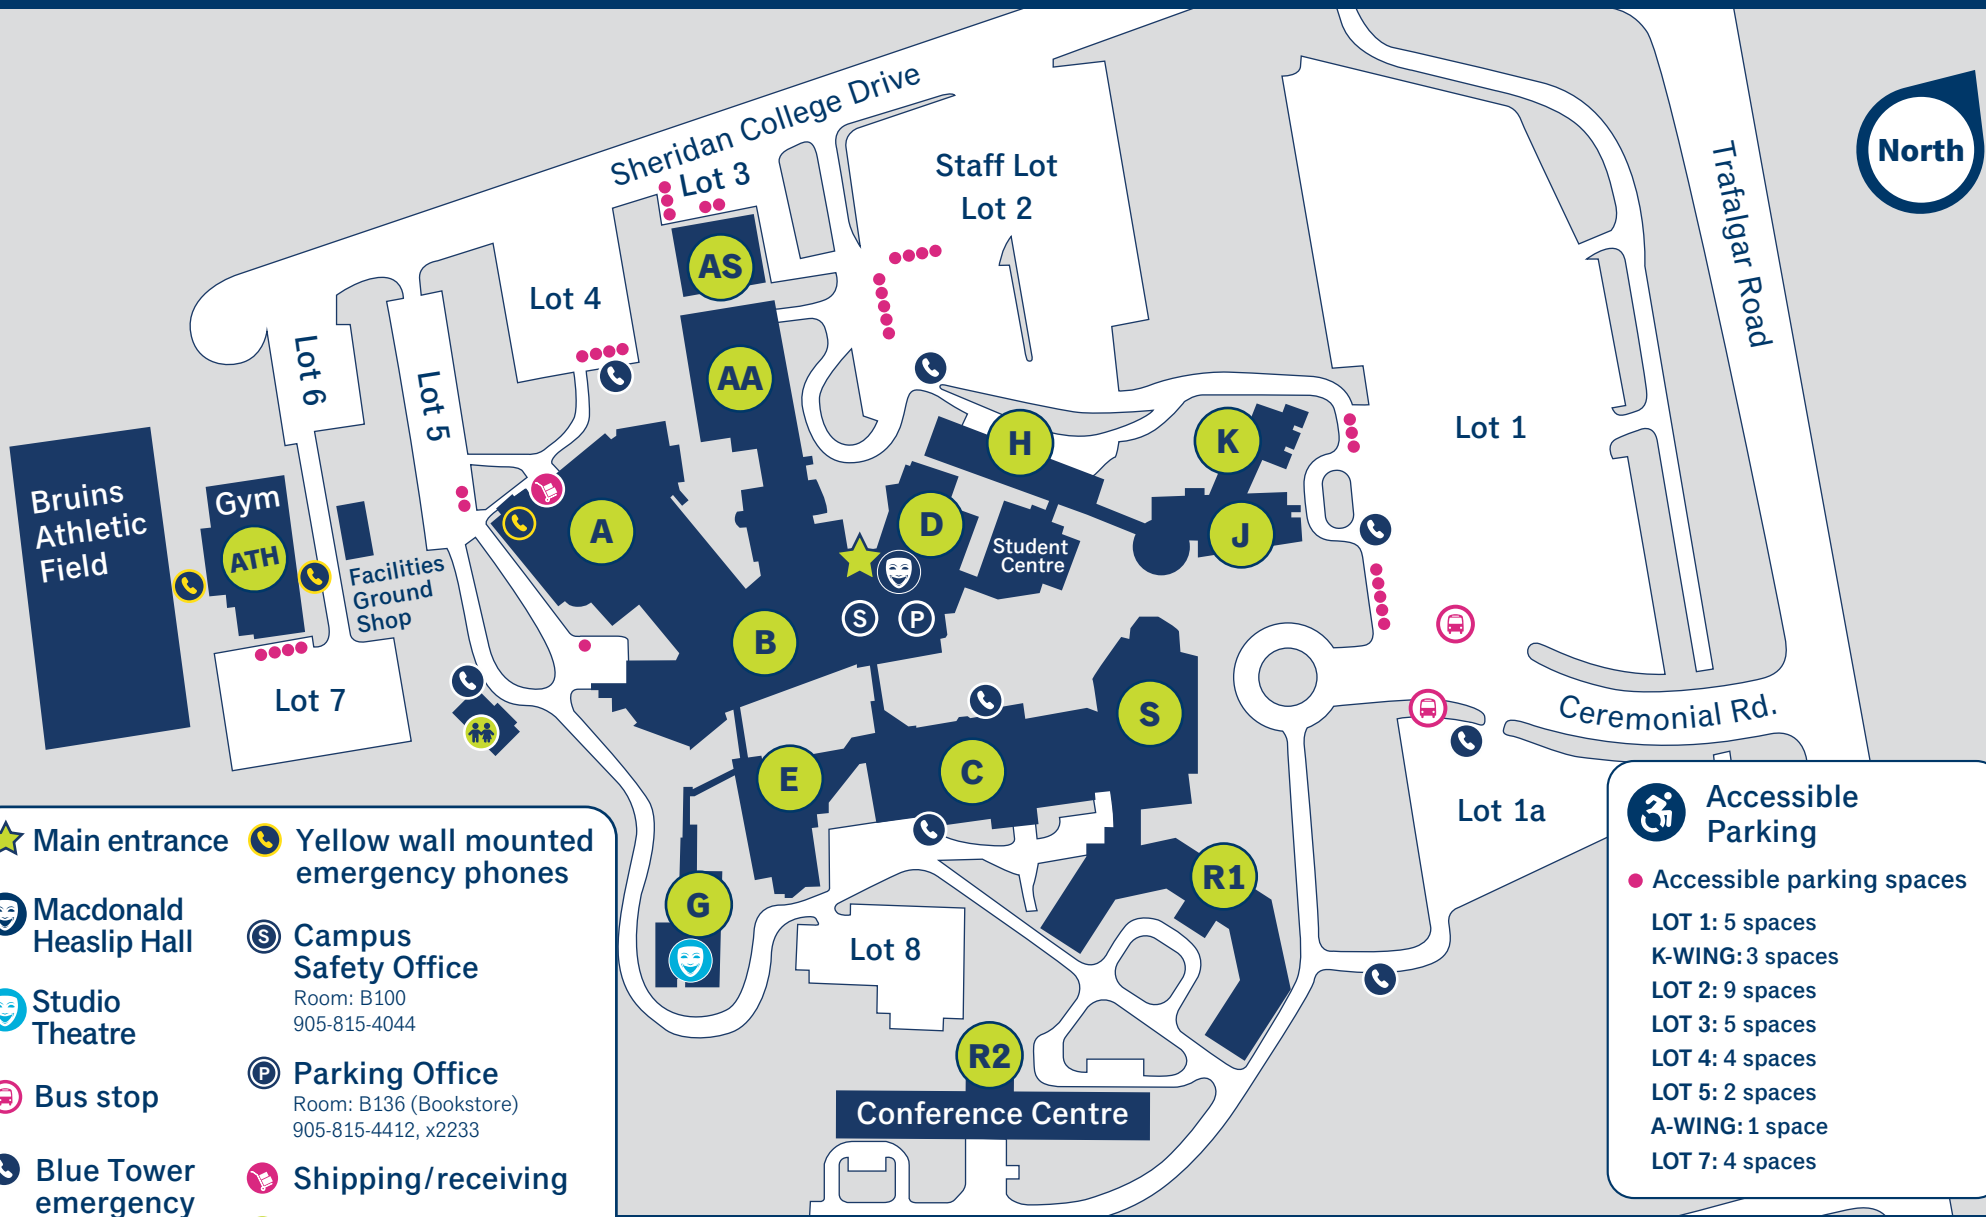 Sheridan College Drive
Lot 3
Staff Lot
Lot 2
North
Trafalgar Road
AS
Lot 4
Lot 6
Lot 5
AA
Lot 1
H
K
Bruins
Athletic
Field
Gym
ATH
A
D
J
Student
Centre
Facilities
Ground
Shop
S
P
B
Lot 7
S
Ceremonial Rd.
E
C
Lot 1a
R1
G
Lot 8
R2
Conference Centre
Main entrance
Macdonald
Heaslip Hall
Studio
Theatre
Bus stop
Blue Tower
emergency
Yellow wall mounted
emergency phones
S
Campus
Safety Office
Room: B100
905-815-4044
P
Parking Office
Room: B136 (Bookstore)
905-815-4412, x2233
Shipping/receiving
Accessible
Parking
Accessible parking spaces
LOT 1: 5 spaces
K-WING: 3 spaces
LOT 2: 9 spaces
LOT 3: 5 spaces
LOT 4: 4 spaces
LOT 5: 2 spaces
A-WING: 1 space
LOT 7: 4 spaces